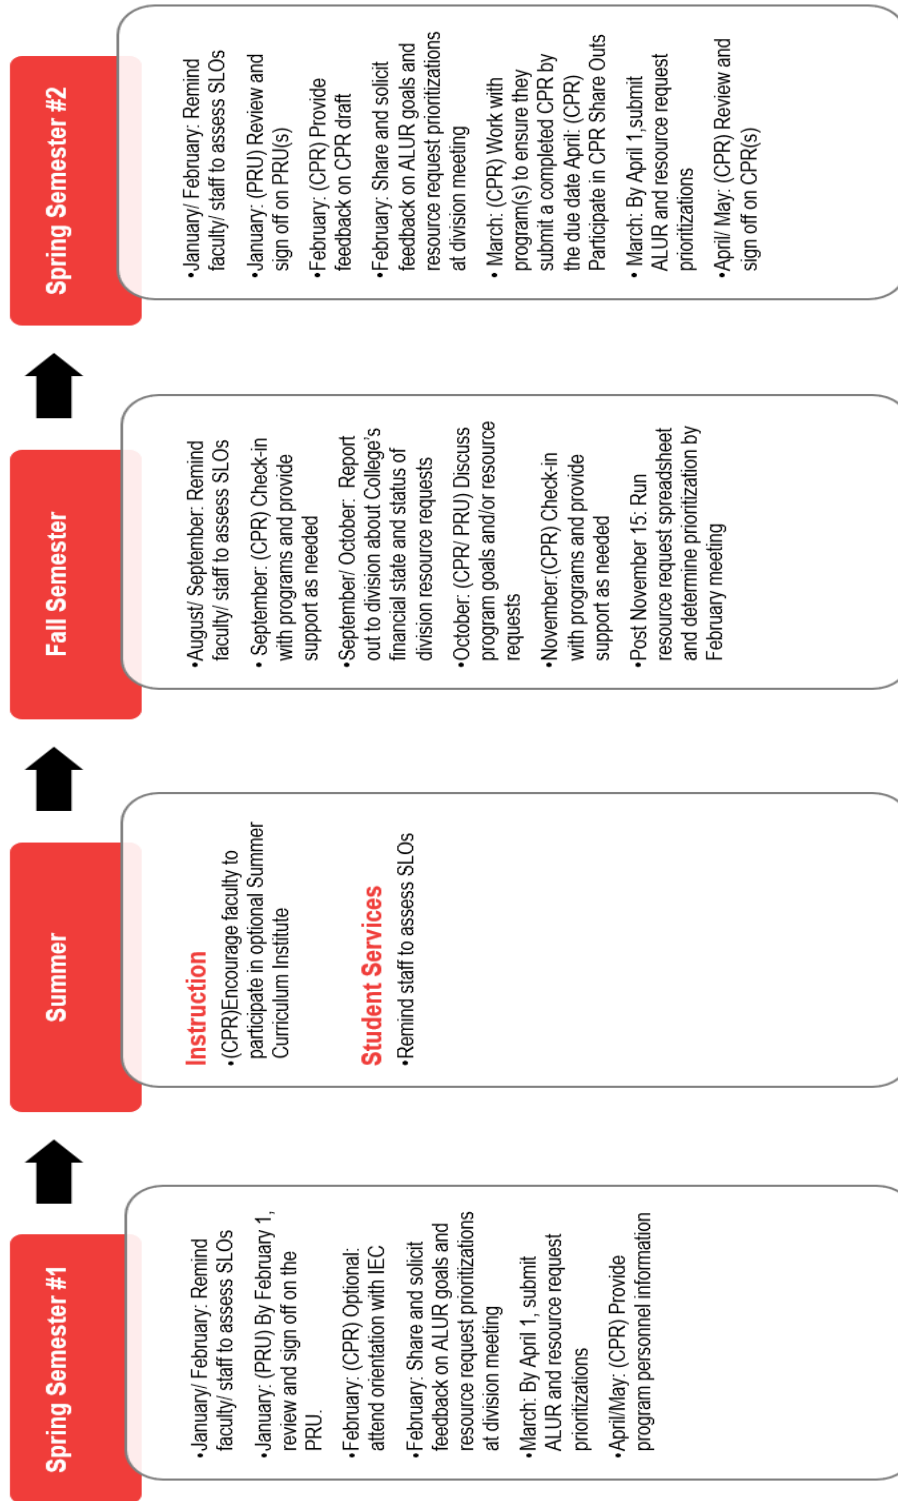 Spring Semester #1
•January/ February: Remind
faculty/ staff to assess SLOs
•January: (PRU) By February 1,
review and sign off on the
PRU.
•February: (CPR) Optional:
attend orientation with IEC
•February: Share and solicit
feedback on ALUR goals and
resource request prioritizations
at division meeting
•March: By April 1, submit
ALUR and resource request
prioritizations
•April/May: (CPR) Provide
program personnel information
Summer
Instruction
•(CPR)Encourage faculty to
participate in optional Summer
Curriculum Institute
Student Services
•Remind staff to assess SLOs
Fall Semester
•August/ September: Remind
faculty/ staff to assess SLOs
• September: (CPR) Check-in
with programs and provide
support as needed
•September/ October:  Report
out to division about College's
financial state and status of
division resource requests
•October: (CPR/ PRU) Discuss
program goals and/or resource
requests
•November:(CPR) Check-in
with programs and provide
support as needed
•Post November 15: Run
resource request spreadsheet
and determine prioritization by
February meeting
Spring Semester #2
•January/ February: Remind
faculty/ staff to assess SLOs
•January: (PRU) Review and
sign off on PRU(s)
•February: (CPR) Provide
feedback on CPR draft
•February: Share and solicit
feedback on ALUR goals and
resource request prioritizations
at division meeting
• March: (CPR) Work with
program(s) to ensure they
submit a completed CPR by
the due date April: (CPR)
Participate in CPR Share Outs
• March: By April 1,submit
ALUR and resource request
prioritizations
•April/ May: (CPR) Review and
sign off on CPR(s)